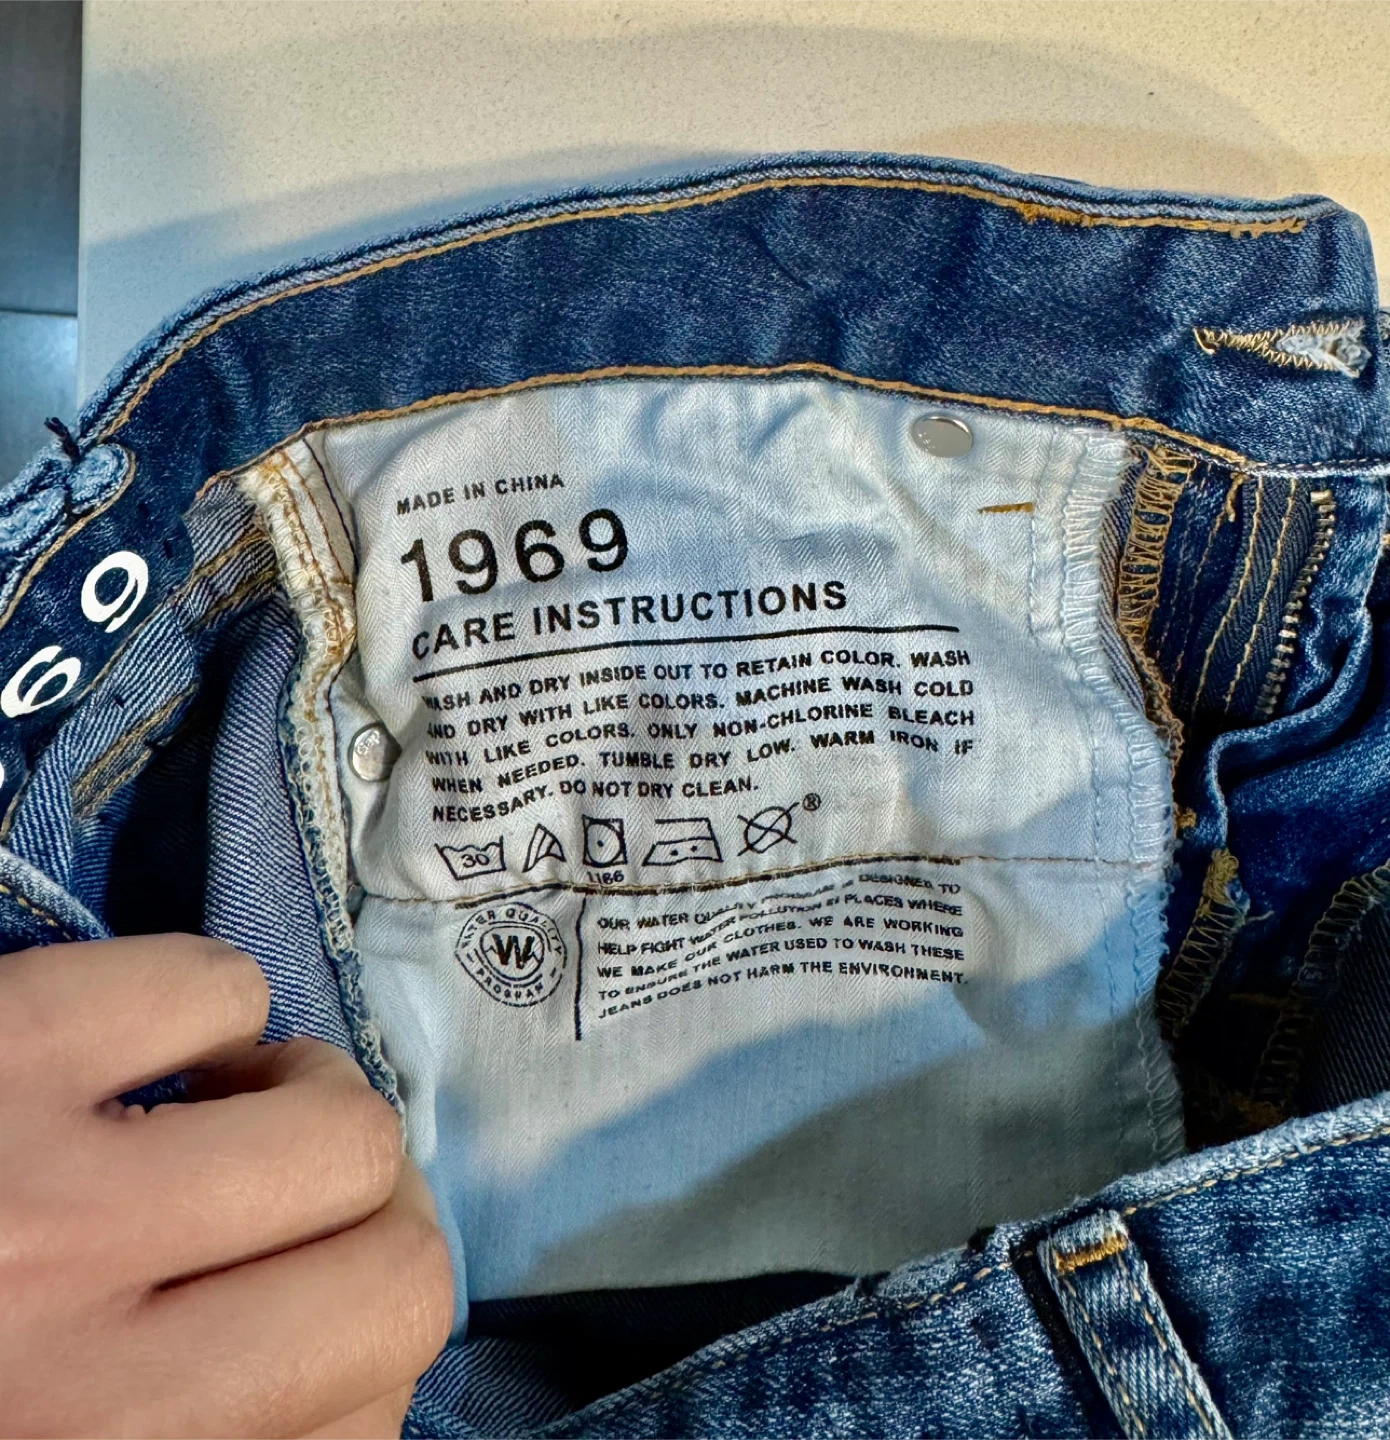 MADE IN CHINA
1969
CARE INSTRUCTIONS
WASH AND DRY INSIDE OUT TO RETAIN COLOR. WASH
AND DRY WITH LIKE COLORS. MACHINE WASH COLD
WITH LIKE COLORS. ONLY NON-CHLORINE BLEACH
WHEN NEEDED. TUMBLE DRY LOW. WARM IRON IF
NECESSARY. DO NOT DRY CLEAN.
30
®
WATER QUALITY
W
PROGRAM
OUR WATER QUALITY PROGRAM IS DESIGNED TO
HELP FIGHT WATER POLLUTION IN PLACES WHERE
WE MAKE OUR CLOTHES. WE ARE WORKING
TO ENSURE THE WATER USED TO WASH THESE
JEANS DOES NOT HARM THE ENVIRONMENT.
69
GAP